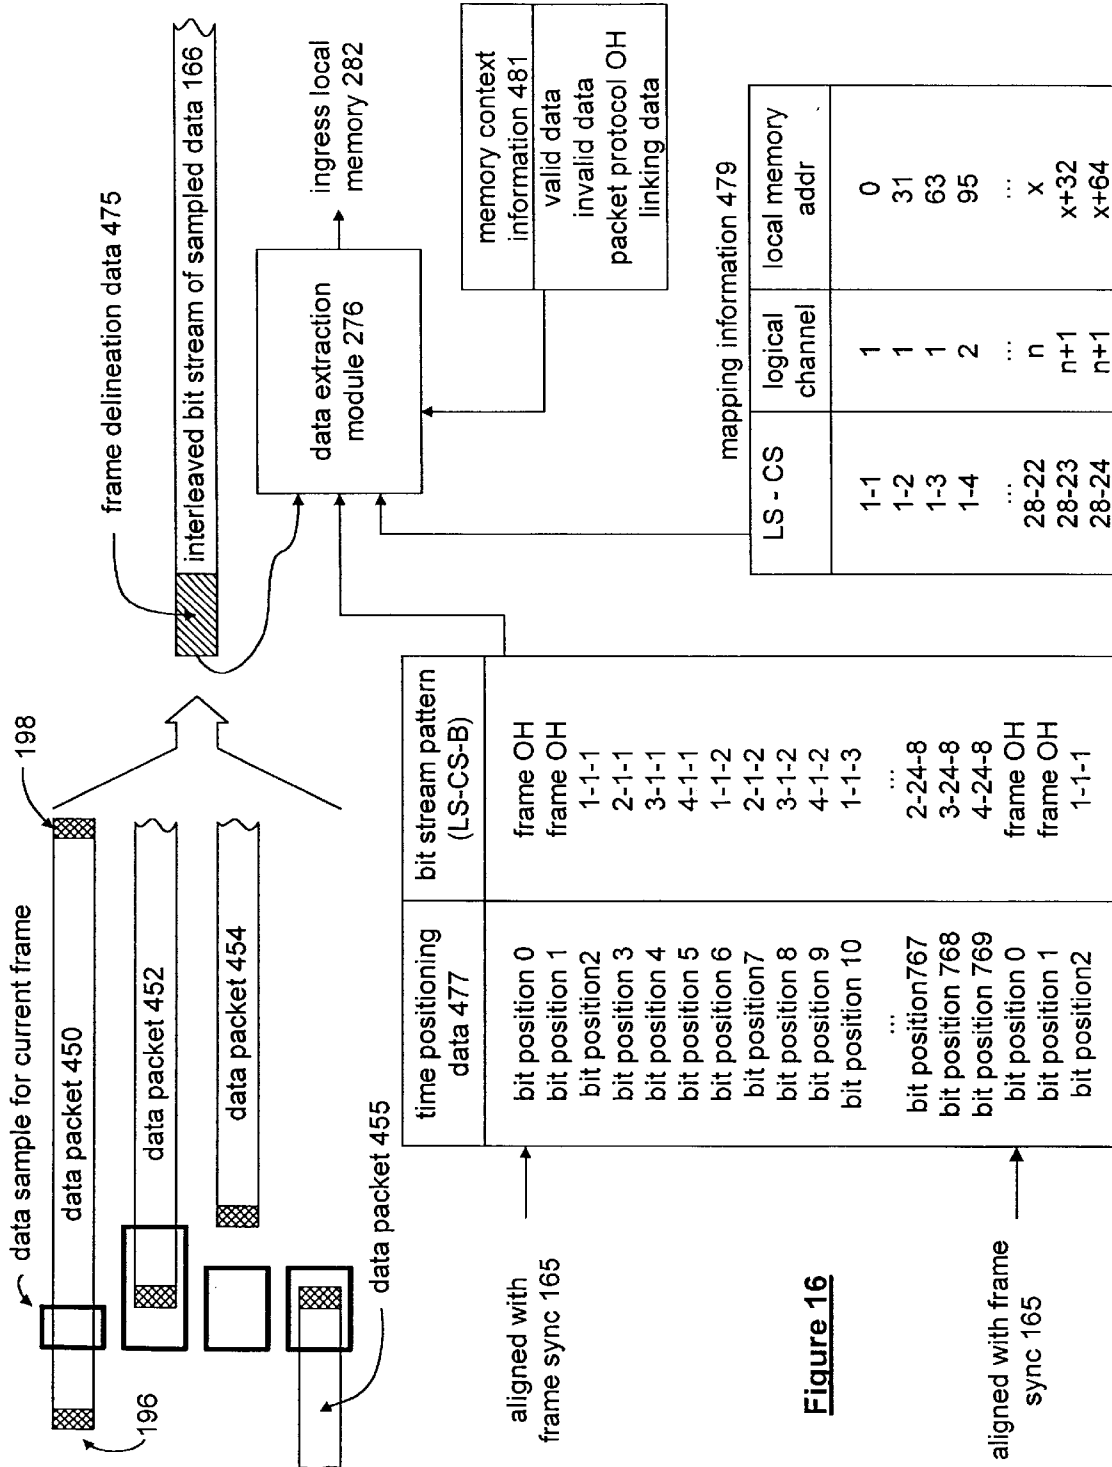 data sample for current frame
198
data packet 450
196
data packet 452
data packet 454
data packet 455
frame delineation data 475
interleaved bit stream of sampled data 166
data extraction
module 276
ingress local
memory 282
memory context
information 481
valid data
invalid data
packet protocol OH
linking data
time positioning
data 477
bit stream pattern
(LS-CS-B)
bit position 0 frame OH
bit position 1 frame OH
bit position2 1-1-1
bit position 3 2-1-1
bit position 4 3-1-1
bit position 5 4-1-1
bit position 6 1-1-2
bit position7 2-1-2
bit position 8 3-1-2
bit position 9 4-1-2
bit position 10 1-1-3
... ...
bit position767 2-24-8
bit position 768 3-24-8
bit position 769 4-24-8
bit position 0 frame OH
bit position 1 frame OH
bit position2 1-1-1
aligned with
frame sync 165
aligned with frame
sync 165
mapping information 479
LS - CS
logical
channel
local memory
addr
1-1 1 0
1-2 1 31
1-3 1 63
1-4 2 95
... ... ...
28-22 n x
28-23 n+1 x+32
28-24 n+1 x+64
Figure 16